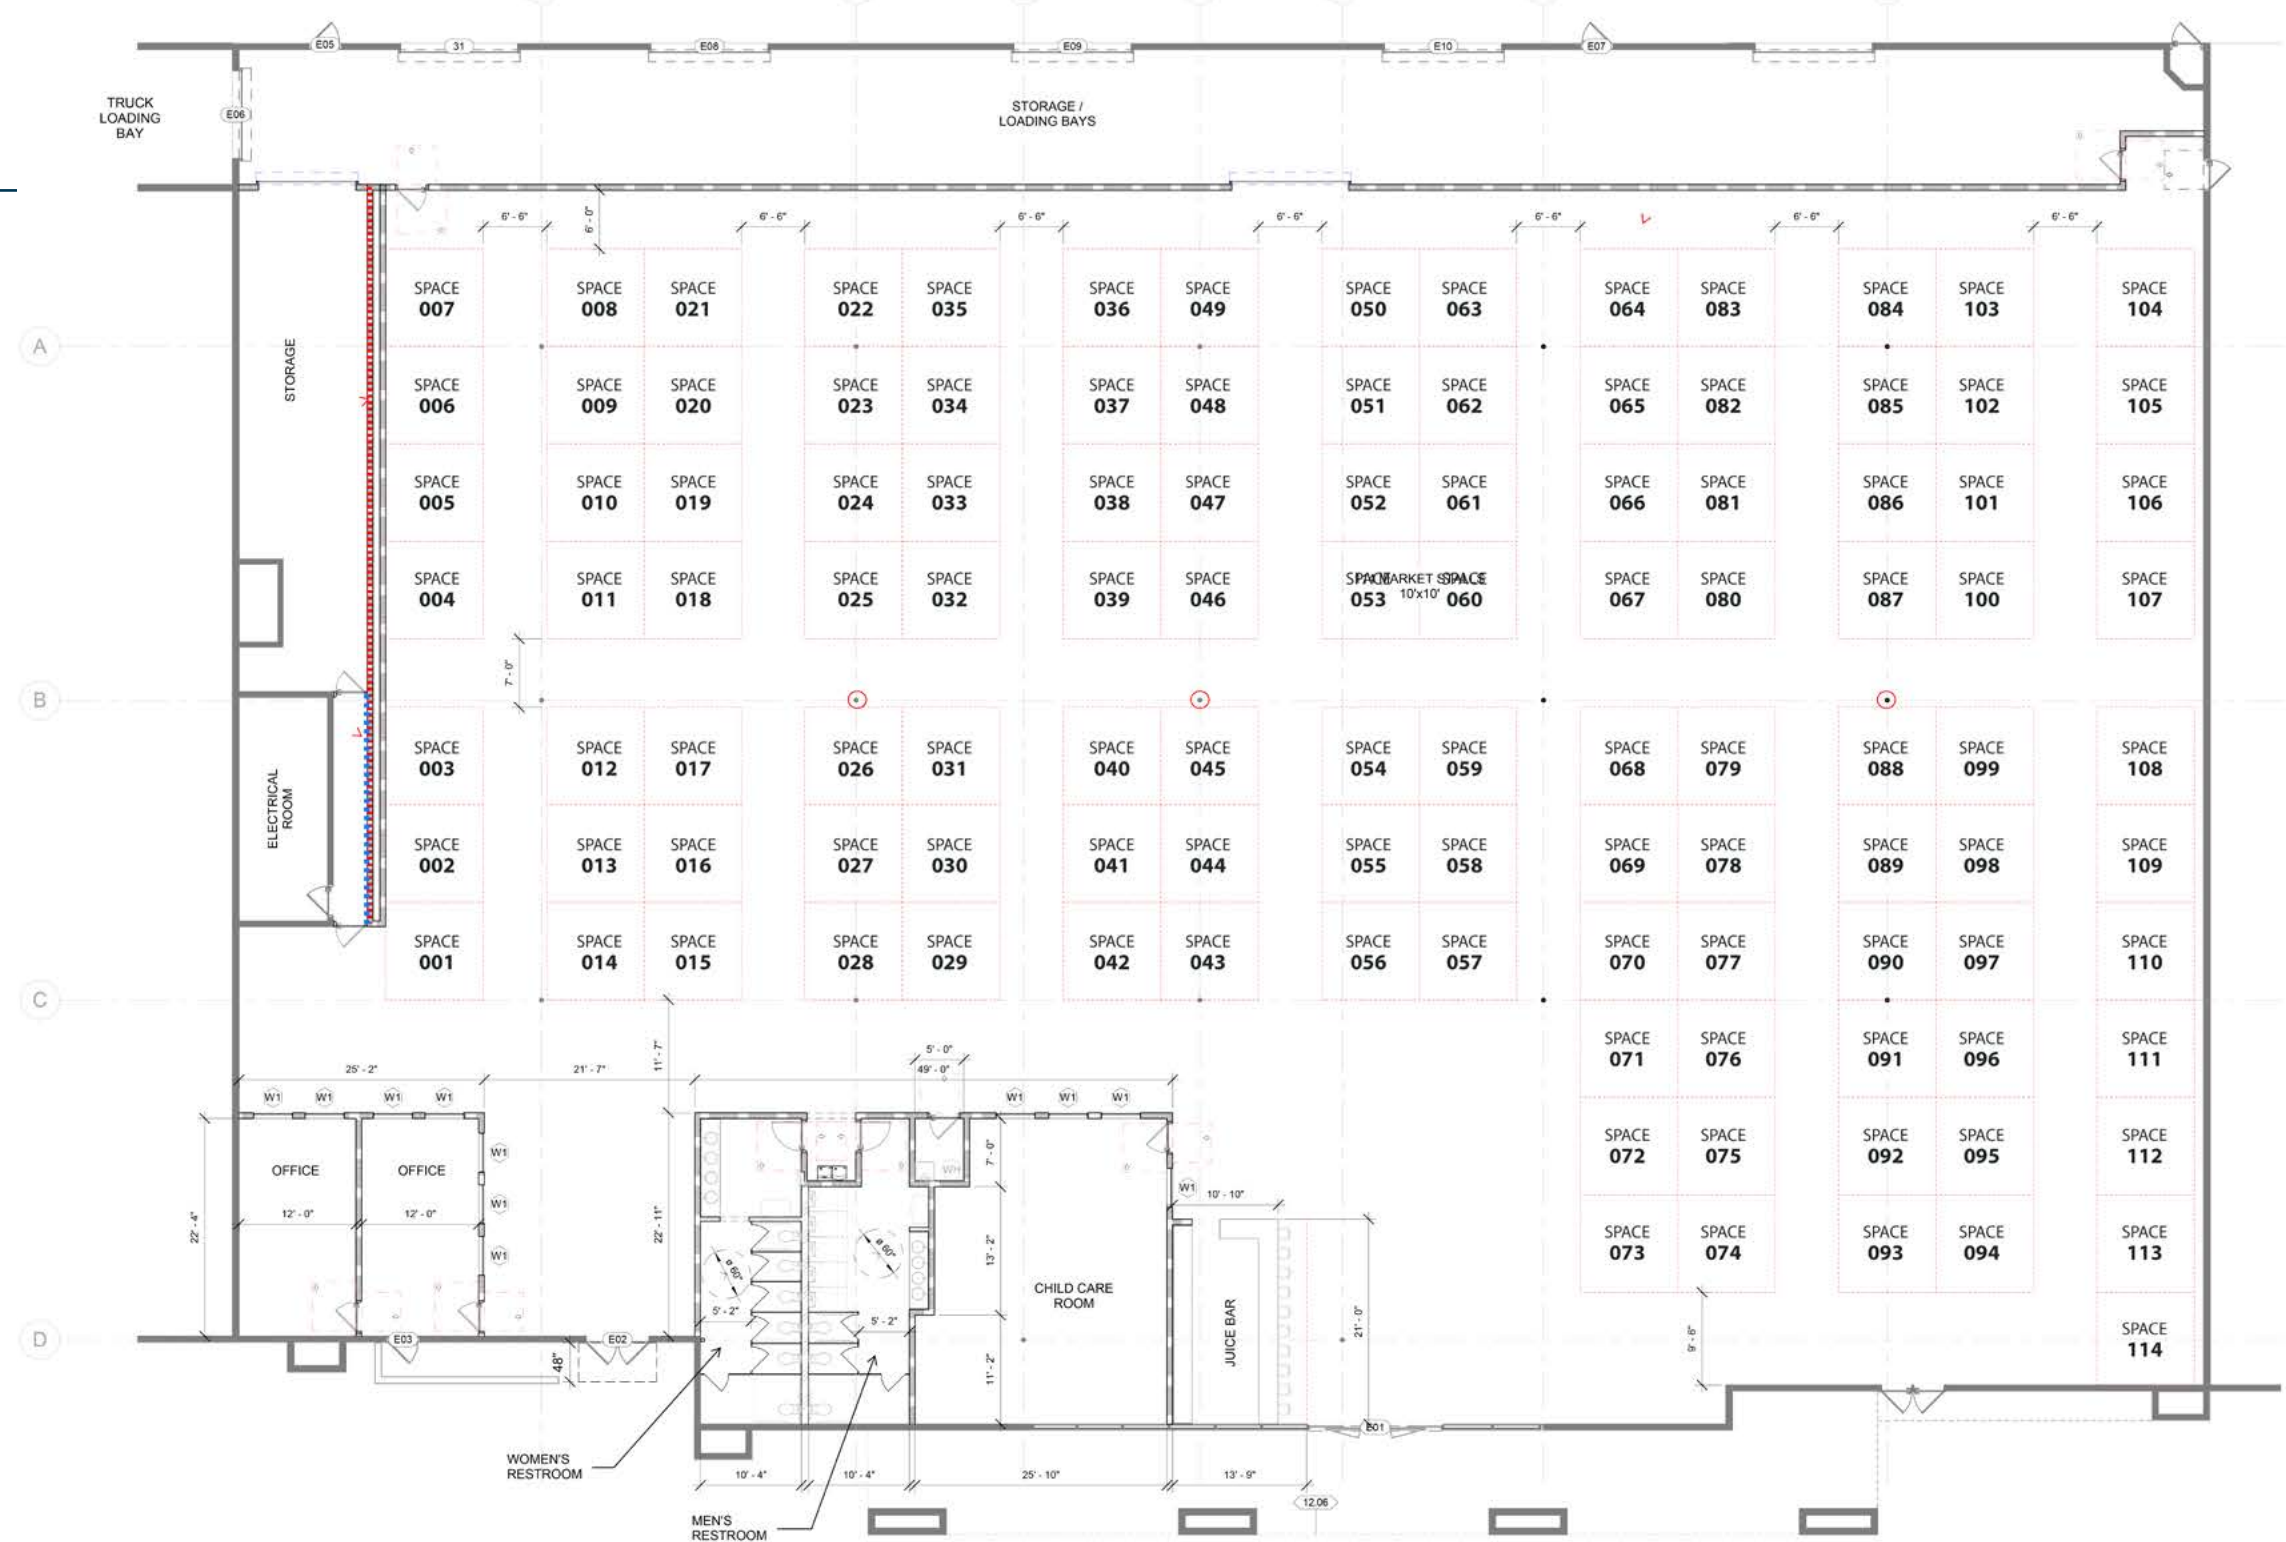 E05
31
E08
E09
E10
E07
TRUCK
LOADING
BAY
E06
STORAGE /
LOADING BAYS
6' - 6"
6' - 0"
6' - 6"
6' - 6"
6' - 6"
6' - 6"
6' - 6"
6' - 6"
SPACE SPACE SPACE SPACE SPACE SPACE SPACE SPACE SPACE SPACE SPACE SPACE SPACE SPACE
007 008 021 022 035 036 049 050 063 064 083 084 103 104
A
STORAGE
SPACE SPACE SPACE SPACE SPACE SPACE SPACE SPACE SPACE SPACE SPACE SPACE SPACE SPACE
006 009 020 023 034 037 048 051 062 065 082 085 102 105
SPACE SPACE SPACE SPACE SPACE SPACE SPACE SPACE SPACE SPACE SPACE SPACE SPACE SPACE
005 010 019 024 033 038 047 052 061 066 081 086 101 106
SPACE SPACE SPACE SPACE SPACE SPACE SPACE SPACE MARKET SPACE SPACE SPACE SPACE SPACE SPACE
10'x10'
004 011 018 025 032 039 046 053 060 067 080 087 100 107
7' - 0"
B
SPACE SPACE SPACE SPACE SPACE SPACE SPACE SPACE SPACE SPACE SPACE SPACE SPACE SPACE
003 012 017 026 031 040 045 054 059 068 079 088 099 108
ELECTRICAL
ROOM
SPACE SPACE SPACE SPACE SPACE SPACE SPACE SPACE SPACE SPACE SPACE SPACE SPACE SPACE
002 013 016 027 030 041 044 055 058 069 078 089 098 109
SPACE SPACE SPACE SPACE SPACE SPACE SPACE SPACE SPACE SPACE SPACE SPACE SPACE SPACE
001 014 015 028 029 042 043 056 057 070 077 090 097 110
C
SPACE SPACE SPACE SPACE SPACE
071 076 091 096 111
11' - 7"
5' - 0"
25' - 2"
21' - 7"
49' - 0"
W1 W1 W1 W1 W1 W1 W1
SPACE SPACE SPACE SPACE SPACE
072 075 092 095 112
W1
OFFICE
OFFICE
WH
7' - 0"
W1
10' - 10"
W1
12' - 0"
12' - 0"
22' - 4"
22' - 11"
W1
ø 60"
ø 60"
13' - 2"
SPACE SPACE SPACE SPACE SPACE
073 074 093 094 113
CHILD CARE
ROOM
5' - 2"
5' - 2"
JUICE BAR
21' - 0"
9' - 6"
SPACE
114
D
E03
E02
48"
11' - 2"
E01
WOMEN'S
RESTROOM
10' - 4"
10' - 4"
25' - 10"
13' - 9"
12.06
MEN'S
RESTROOM